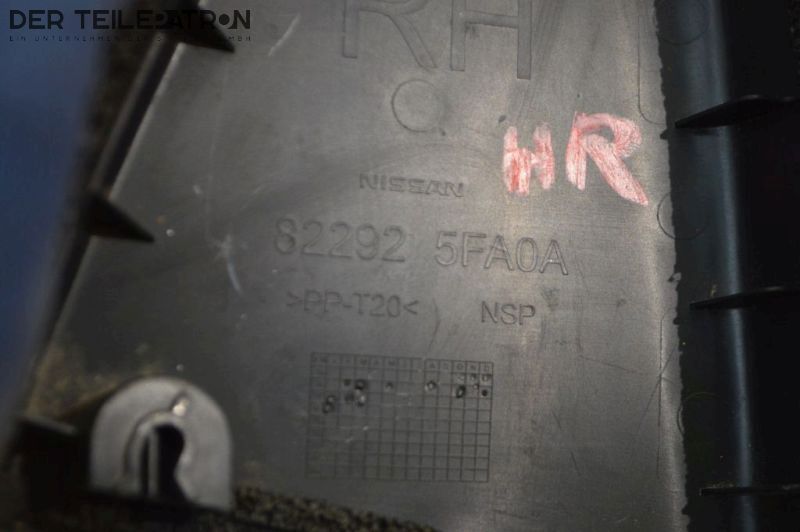 DER TEILEPATRON
RH
HR
NISSAN
82292 5FA0A
>PP-T20< NSP